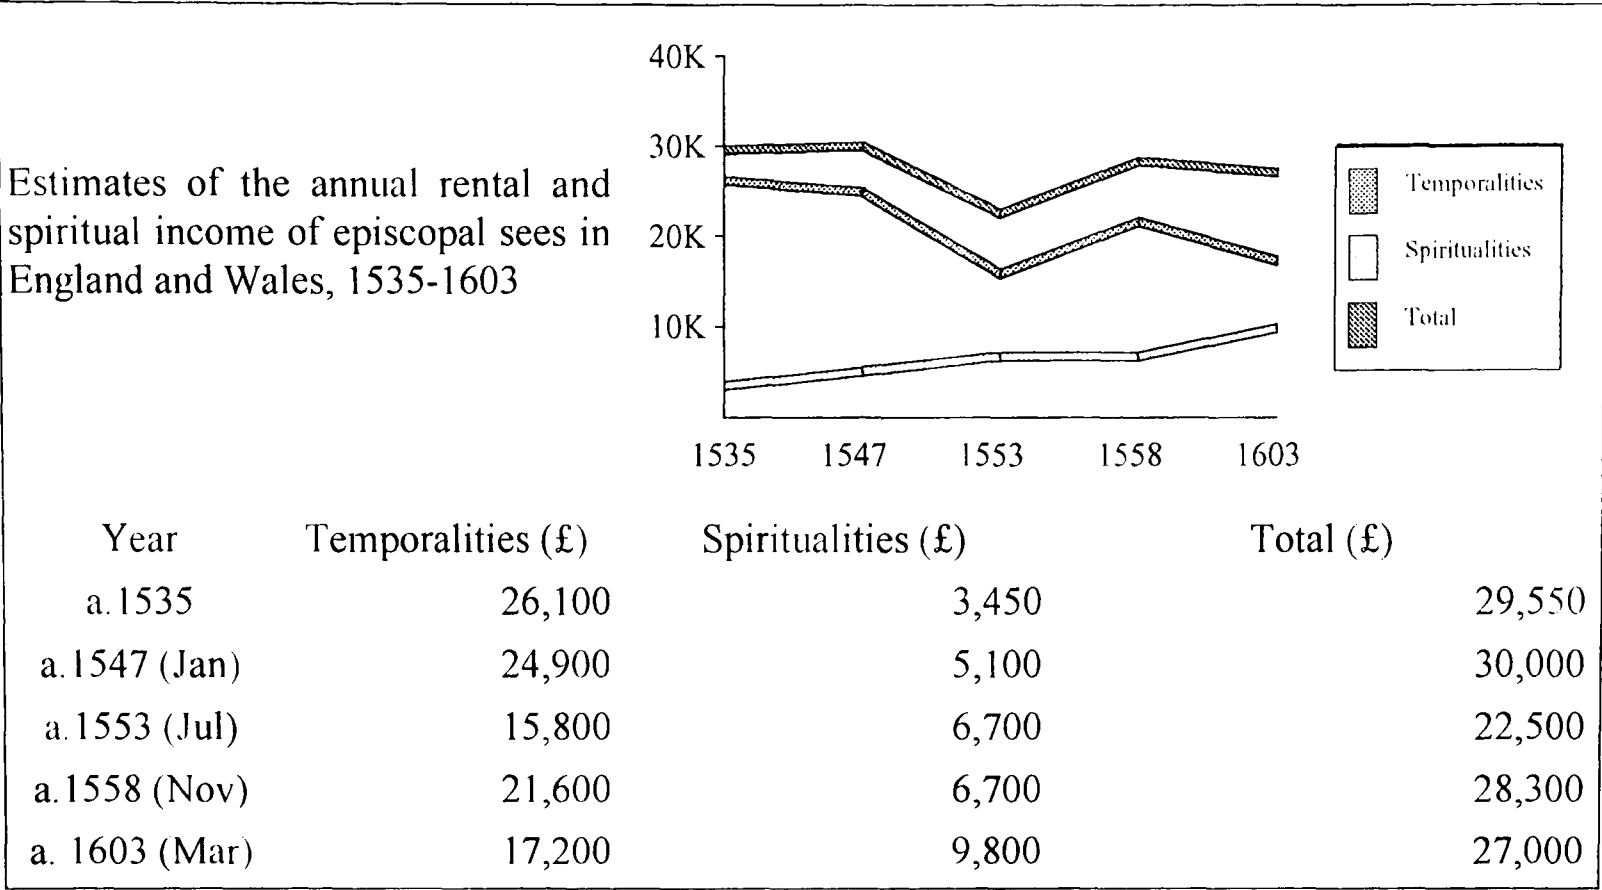 Estimates of the annual rental and
spiritual income of episcopal sees in
England and Wales, 1535-1603
40K
30K
20K
10K
1535 1547 1553 1558 1603
Temporalities
Spiritualities
Total
Year Temporalities (£) Spiritualities (£) Total (£)
a.1535 26,100 3,450 29,550
a.1547 (Jan) 24,900 5,100 30,000
a.1553 (Jul) 15,800 6,700 22,500
a.1558 (Nov) 21,600 6,700 28,300
a. 1603 (Mar) 17,200 9,800 27,000